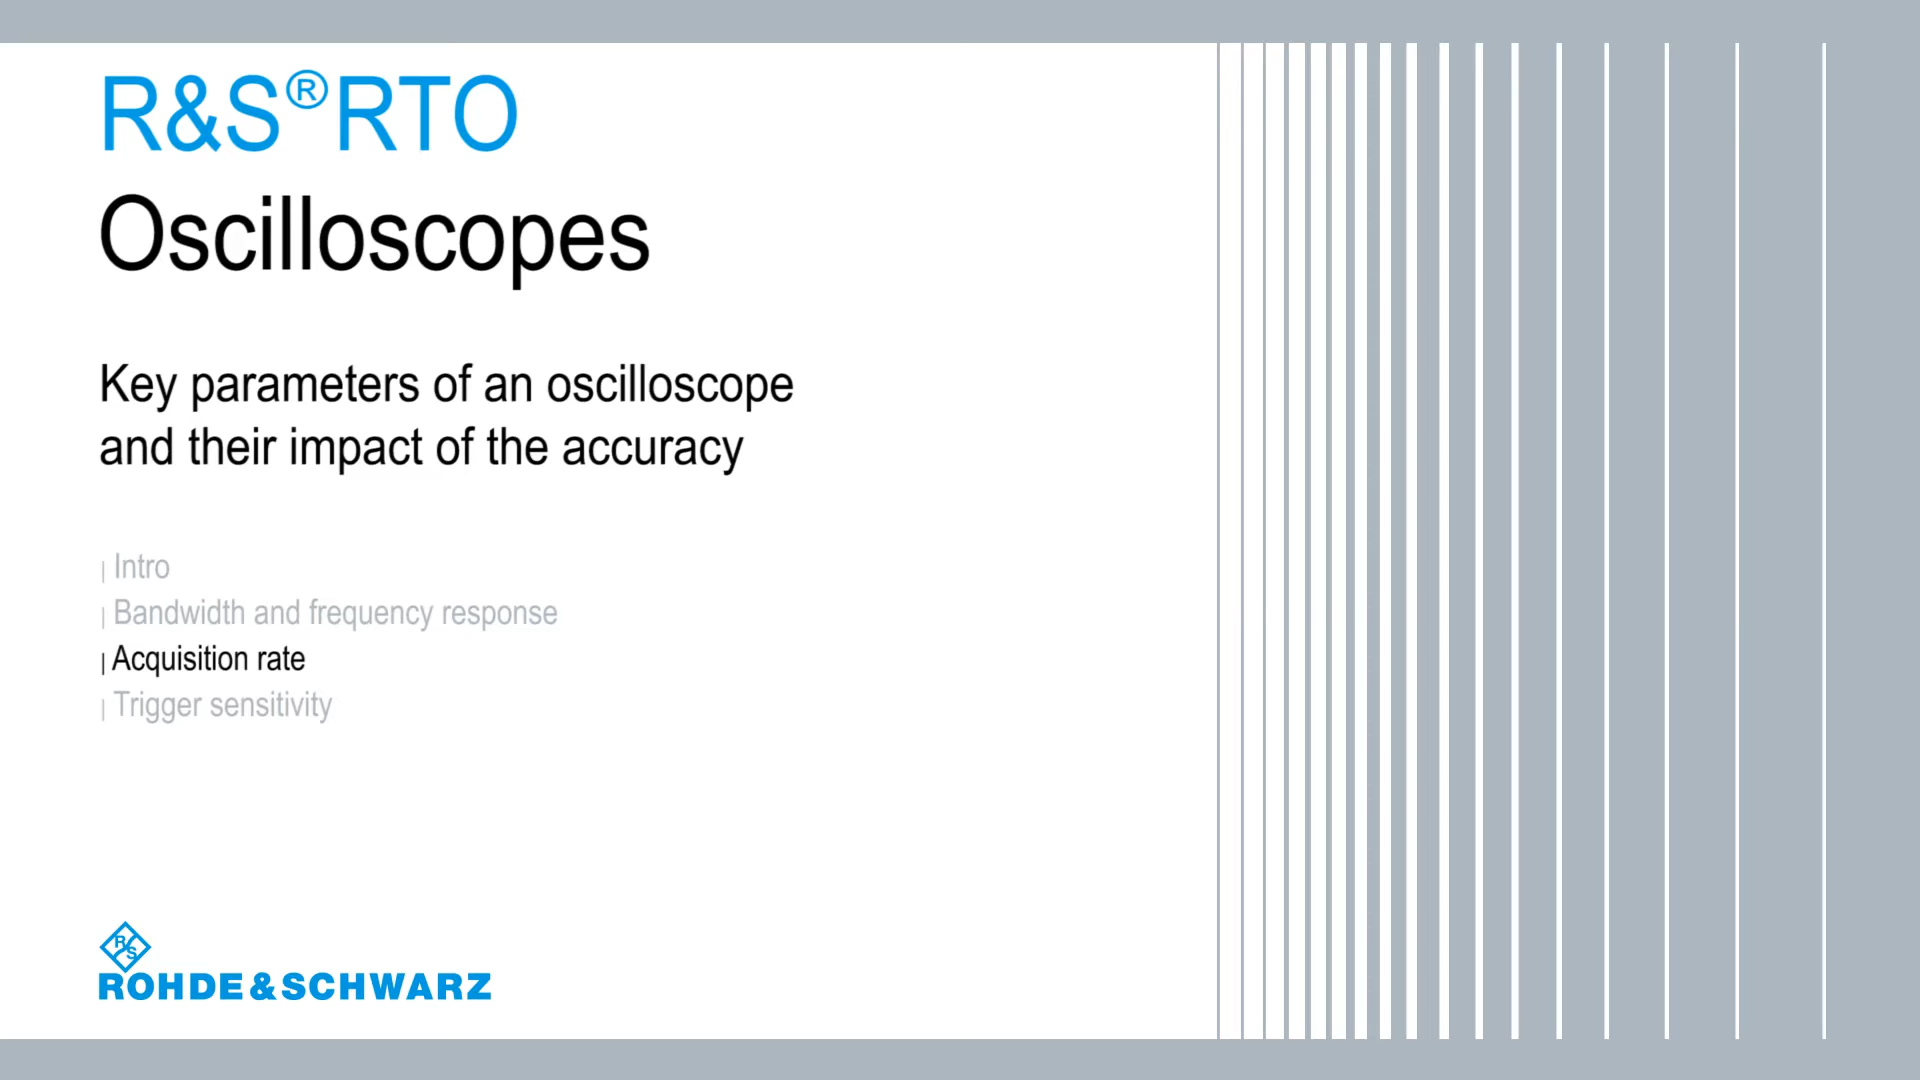 R&S®RTO
Oscilloscopes
Key parameters of an oscilloscope
and their impact of the accuracy
| Intro
| Bandwidth and frequency response
| Acquisition rate
| Trigger sensitivity
R S
ROHDE&SCHWARZ